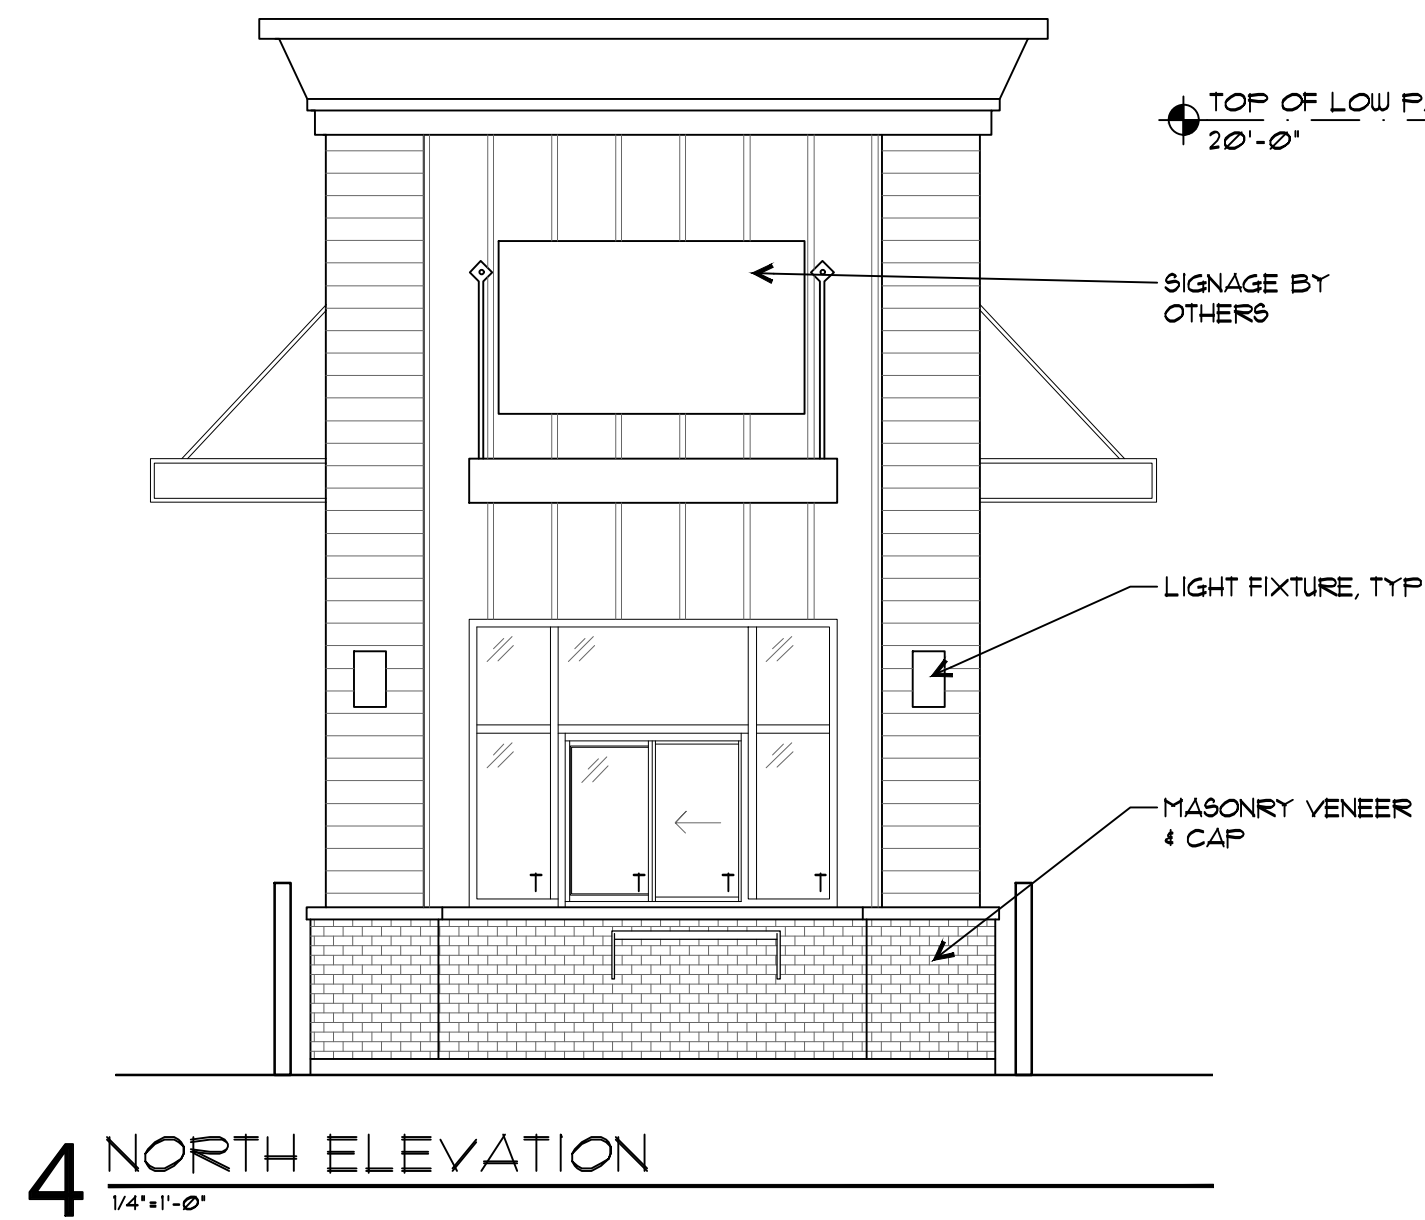 TOP OF LOW P
20'-0"
SIGNAGE BY
OTHERS
LIGHT FIXTURE, TYP
MASONRY VENEER
& CAP
T T T T
4 NORTH ELEVATION
1/4"=1'-0"